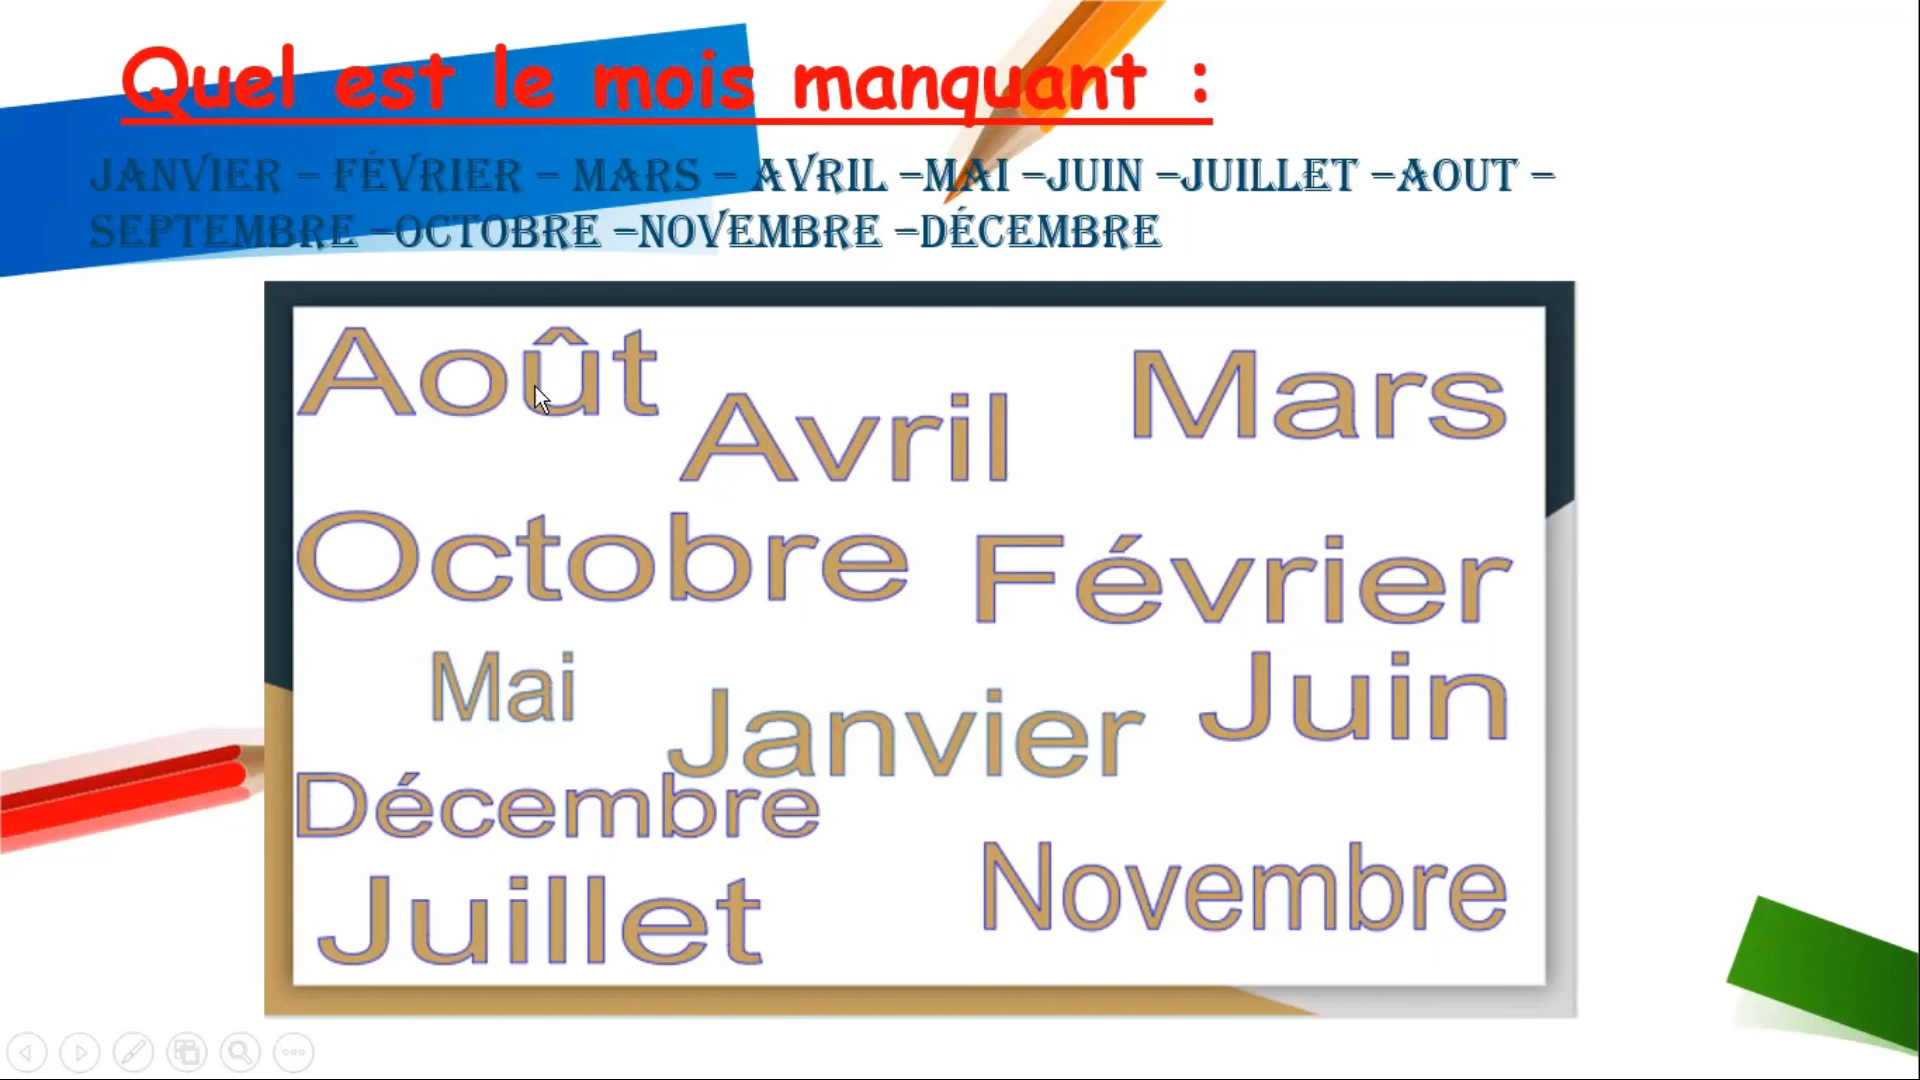 Quel est le mois manquant :
JANVIER – FÉVRIER – MARS – AVRIL –MAI –JUIN –JUILLET –AOUT –
SEPTEMBRE –OCTOBRE –NOVEMBRE –DÉCEMBRE
Août
Avril
Mars
Octobre
Février
Mai
Janvier
Juin
Décembre
Juillet
Novembre